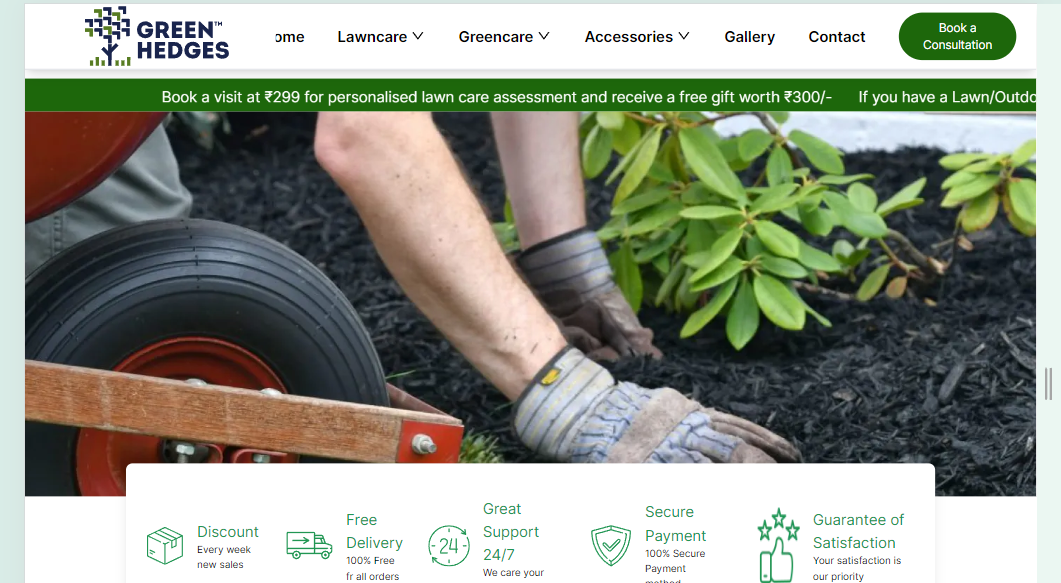 GREEN™
HEDGES
ome
Lawncare
Greencare
Accessories
Gallery
Contact
Book a
Consultation
Book a visit at ₹299 for personalised lawn care assessment and receive a free gift worth ₹300/-
If you have a Lawn/Outdo
Discount
Every week
new sales
Free
Delivery
100% Free
fr all orders
24
Great
Support
24/7
We care your
Secure
Payment
100% Secure
Payment
method
Guarantee of
Satisfaction
Your satisfaction is
our priority